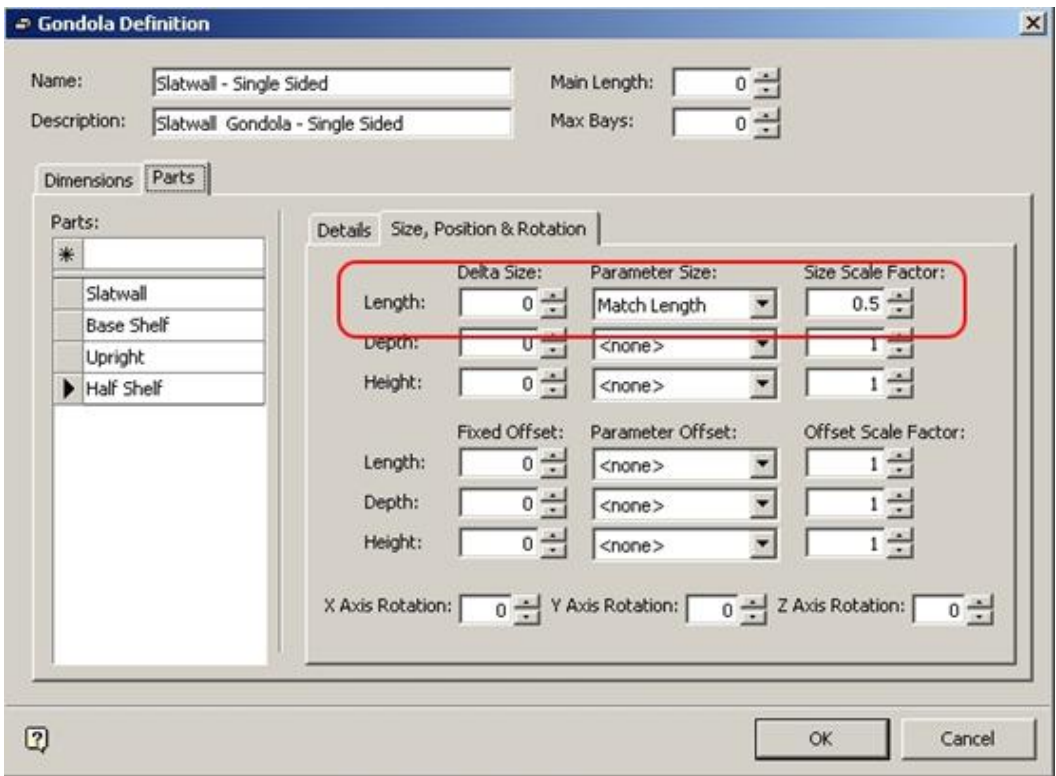 Gondola Definition
Name: Slatwall - Single Sided Main Length: 0
Description: Slatwall Gondola - Single Sided Max Bays: 0
Dimensions Parts
Parts:
Slatwall
Base Shelf
Upright
Half Shelf
Details Size, Position & Rotation
Delta Size: Parameter Size: Size Scale Factor:
Length: 0 Match Length 0.5
Depth: 0 <none> 1
Height: 0 <none> 1
Fixed Offset: Parameter Offset: Offset Scale Factor:
Length: 0 <none> 1
Depth: 0 <none> 1
Height: 0 <none> 1
X Axis Rotation: 0 Y Axis Rotation: 0 Z Axis Rotation: 0
OK Cancel